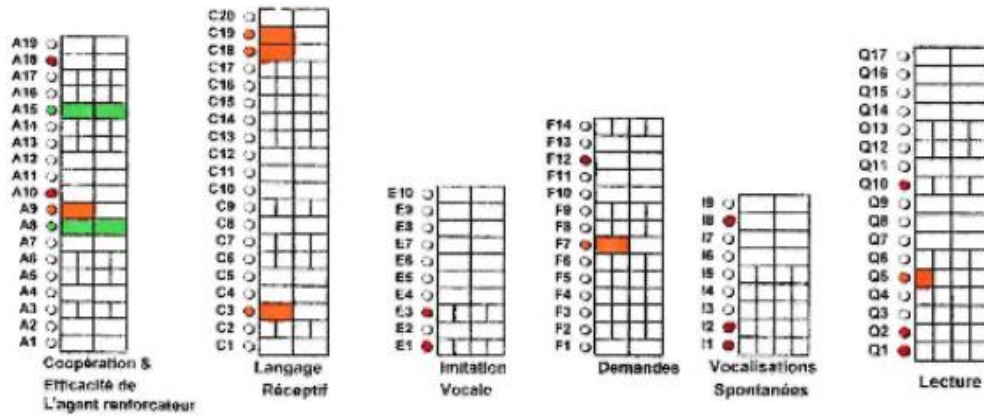 A19
A18
A17
A16
A15
A14
A13
A12
A11
A10
A9
A8
A7
A6
A5
A4
A3
A2
A1
Coopération &
Efficacité de
L'agant renforcateur
C20
C19
C18
C17
C16
C15
C14
C13
C12
C11
C10
C9
C8
C7
C6
C5
C4
C3
C2
C1
Langage
Réceptif
E10
E9
E8
E7
E6
E5
E4
E3
E2
E1
Imitation
Vocale
F14
F13
F12
F11
F10
F9
F8
F7
F6
F5
F4
F3
F2
F1
Demandes
I9
I8
I7
I6
I5
I4
I3
I2
I1
Vocalisations
Spontanées
Q17
Q16
Q15
Q14
Q13
Q12
Q11
Q10
Q9
Q8
Q7
Q6
Q5
Q4
Q3
Q2
Q1
Lecture